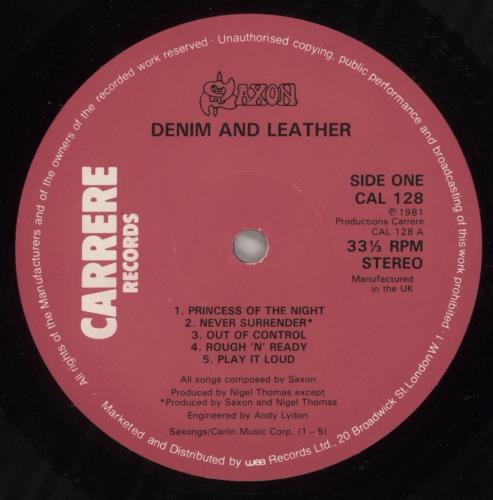 All rights of the Manufacturers and of the owners of the recorded work reserved · Unauthorised copying, public performance and broadcasting of this work prohibited
SAXON
DENIM AND LEATHER
CARRERE
RECORDS
SIDE ONE
CAL 128
℗ 1981
Productions Carrere
CAL 128 A
33⅓ RPM
STEREO
Manufactured
in the UK
1. PRINCESS OF THE NIGHT
2. NEVER SURRENDER*
3. OUT OF CONTROL
4. ROUGH 'N' READY
5. PLAY IT LOUD
All songs composed by Saxon
Produced by Nigel Thomas except
*Produced by Saxon and Nigel Thomas
Engineered by Andy Lydon
Saxongs/Carlin Music Corp. (1–5)
Marketed and Distributed by wea Records Ltd., 20 Broadwick St. London W1